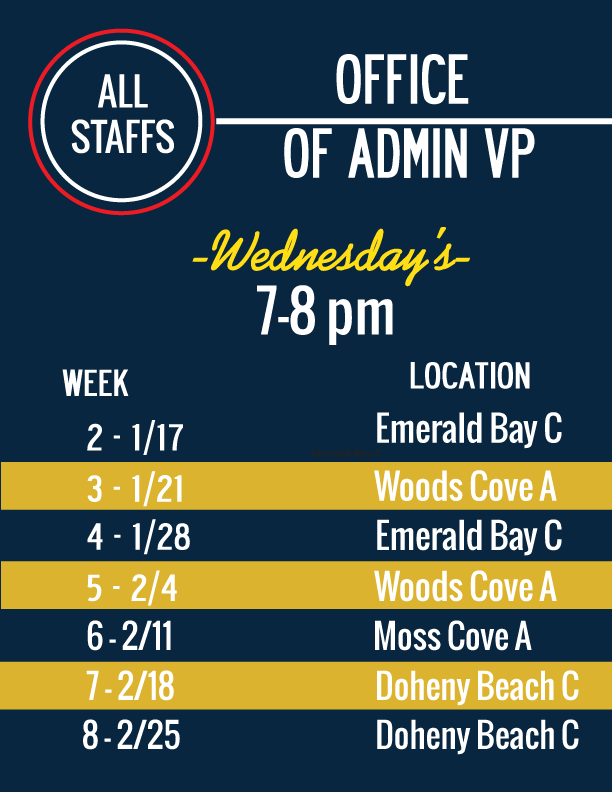 ALL
STAFFS
OFFICE
OF ADMIN VP
-Wednesday's-
7-8 pm
WEEK LOCATION
2 - 1/17 Emerald Bay C
3 - 1/21 Woods Cove A
4 - 1/28 Emerald Bay C
5 - 2/4 Woods Cove A
6 - 2/11 Moss Cove A
7 - 2/18 Doheny Beach C
8 - 2/25 Doheny Beach C